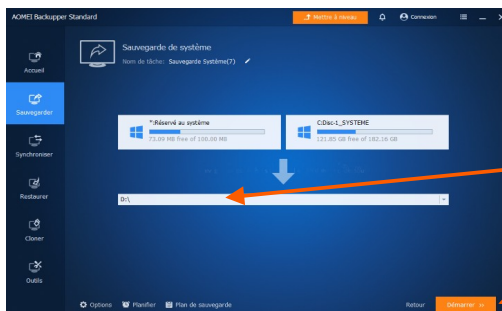 AOMEI Backupper Standard
Mettre à niveau
Connexion
Sauvegarde de système
Nom de tâche: Sauvegarde Système(7)
Accueil
Sauvegarder
*:Réservé au système
73.09 MB free of 100.00 MB
C:Disc-1_SYSTEME
121.85 GB free of 182.16 GB
Synchroniser
Restaurer
D:\
Cloner
Outils
Options
Planifier
Plan de sauvegarde
Retour
Démarrer >>